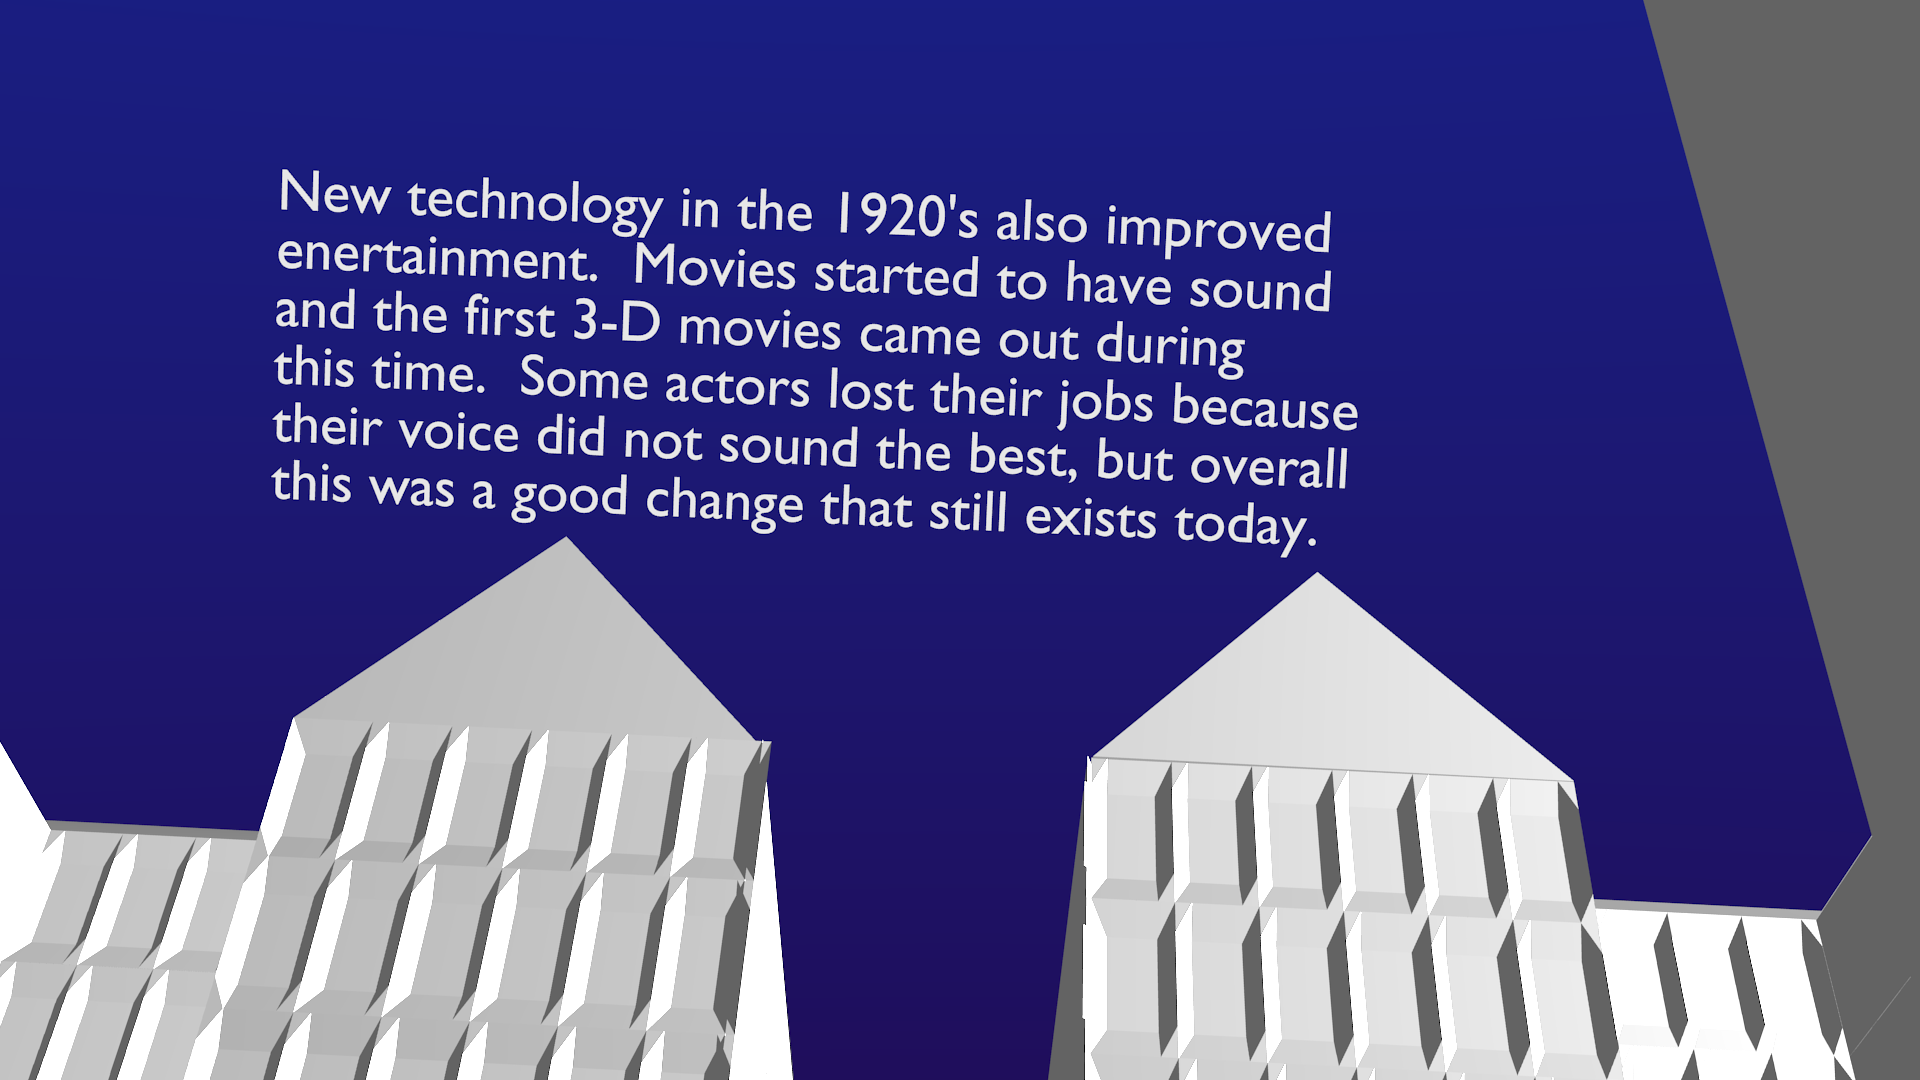 New technology in the 1920's also improved
enertainment.  Movies started to have sound
and the first 3-D movies came out during
this time.  Some actors lost their jobs because
their voice did not sound the best, but overall
this was a good change that still exists today.